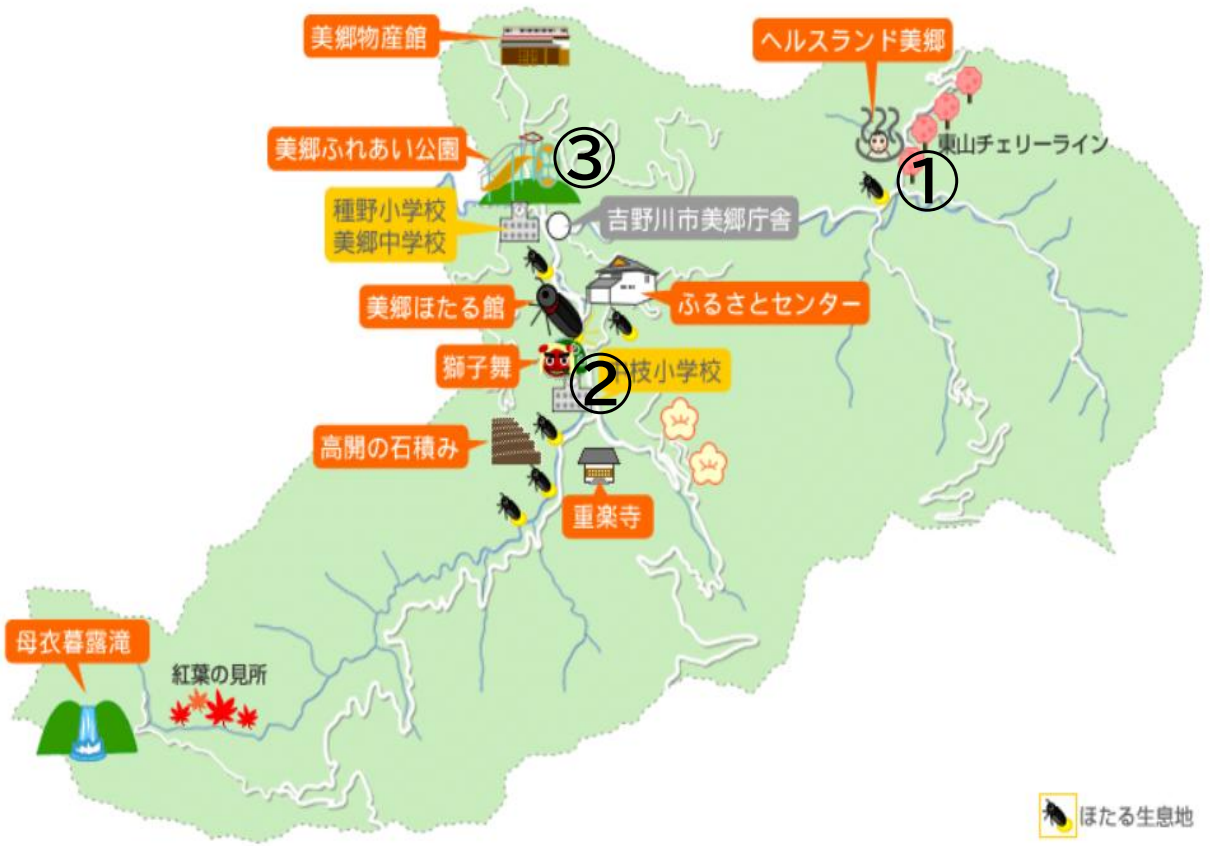 美郷物産館
ヘルスランド美郷
美郷ふれあい公園
③
東山チェリーライン
①
種野小学校
美郷中学校
吉野川市美郷庁舎
美郷ほたる館
ふるさとセンター
獅子舞
②
枝小学校
高開の石積み
重楽寺
母衣暮露滝
紅葉の見所
ほたる生息地